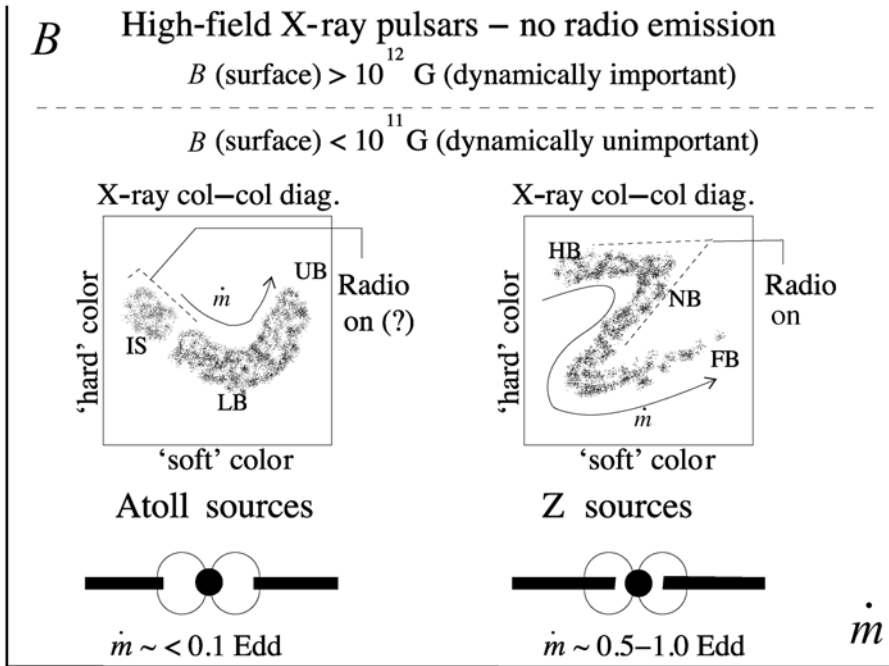 B
High-field X-ray pulsars – no radio emission
B (surface) > 10^12 G (dynamically important)
B (surface) < 10^11 G (dynamically unimportant)
X-ray col–col diag.
'hard' color
ṁ
UB
IS
LB
Radio
on (?)
'soft' color
Atoll sources
ṁ ~ < 0.1 Edd
X-ray col–col diag.
'hard' color
HB
NB
FB
ṁ
Radio
on
'soft' color
Z sources
ṁ ~ 0.5–1.0 Edd
ṁ